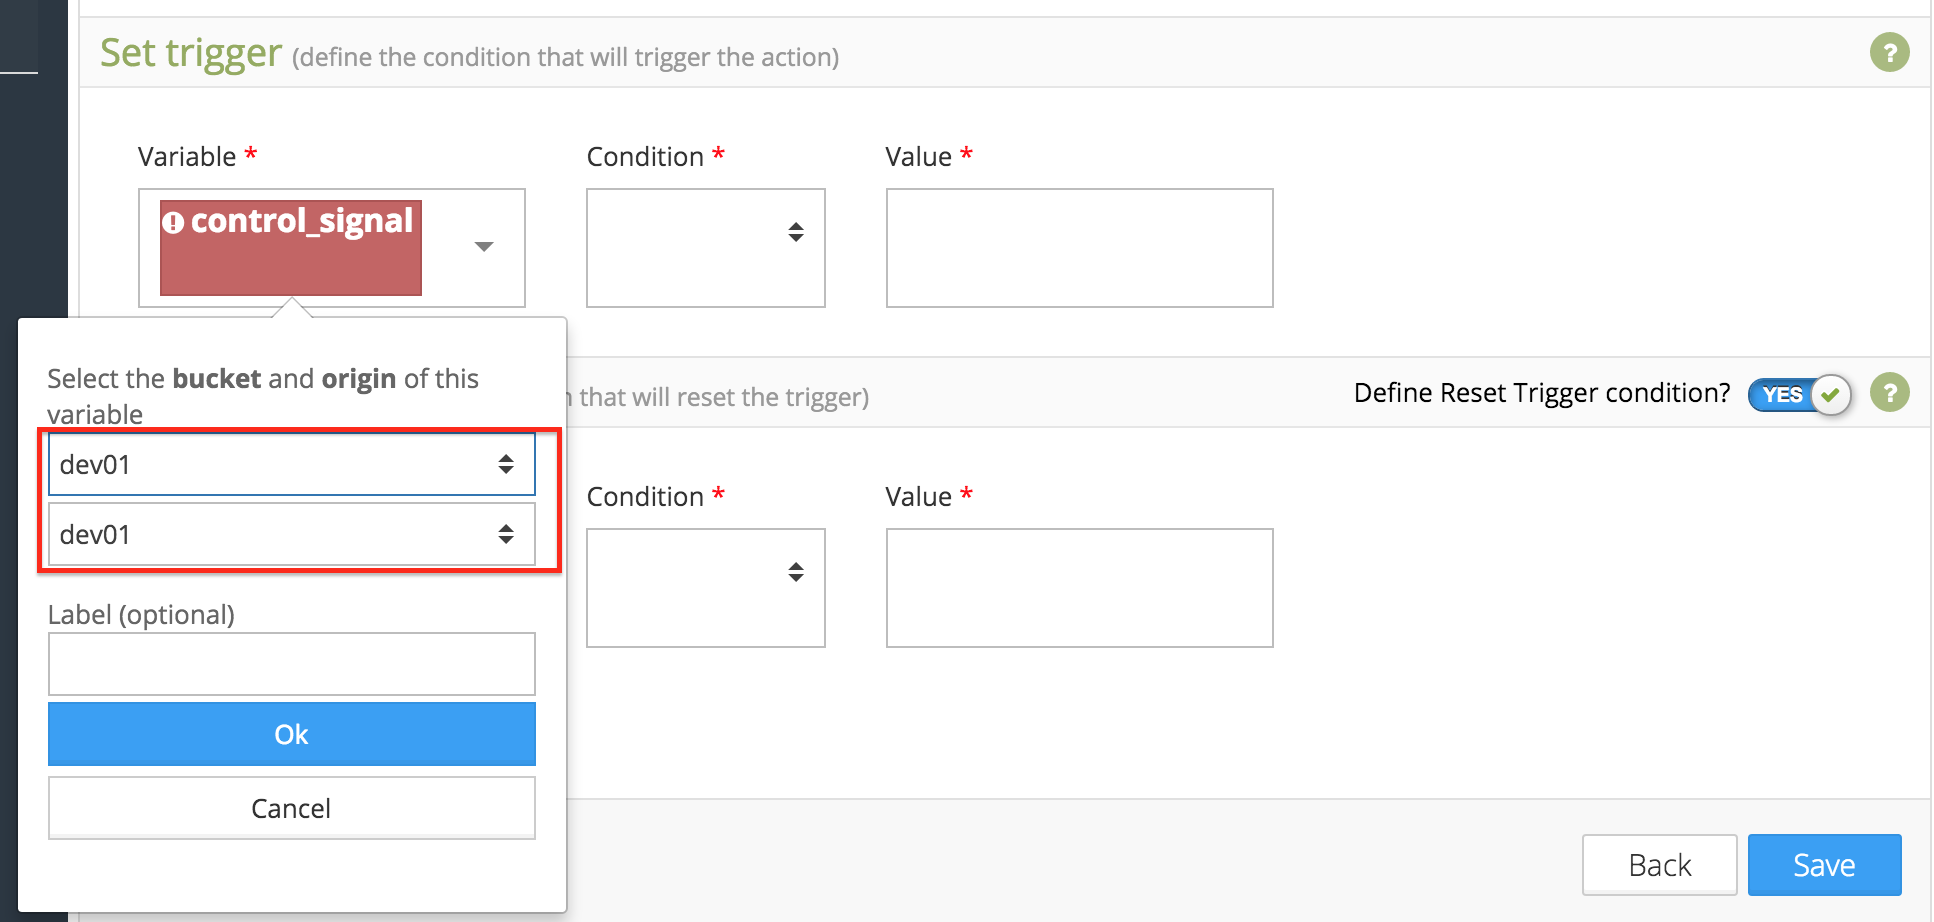 Set trigger (define the condition that will trigger the action)
?
Variable *
Condition *
Value *
control_signal
Select the bucket and origin of this
variable
dev01
dev01
Label (optional)
Ok
Cancel
that will reset the trigger)
Define Reset Trigger condition?
YES
?
Condition *
Value *
Back
Save